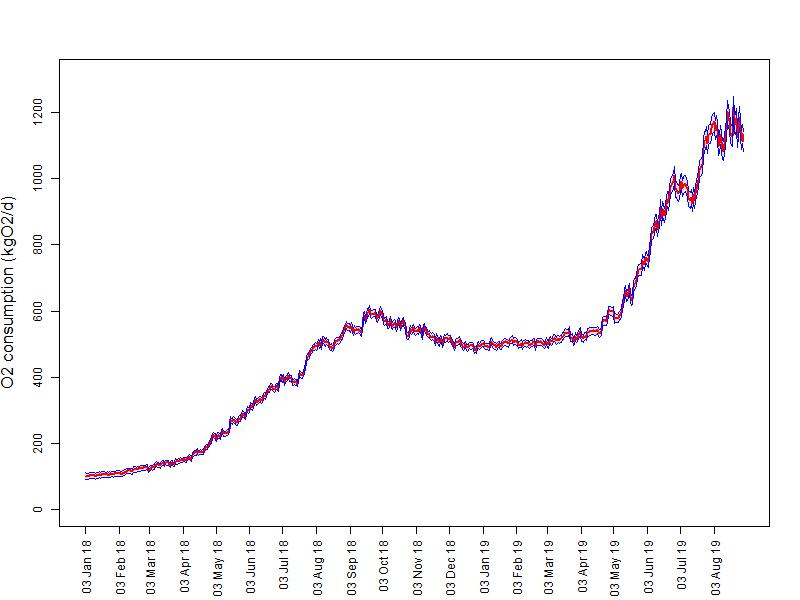 O2 consumption (kgO2/d)
1200
1000
800
600
400
200
0
03 Jan 18
03 Feb 18
03 Mar 18
03 Apr 18
03 May 18
03 Jun 18
03 Jul 18
03 Aug 18
03 Sep 18
03 Oct 18
03 Nov 18
03 Dec 18
03 Jan 19
03 Feb 19
03 Mar 19
03 Apr 19
03 May 19
03 Jun 19
03 Jul 19
03 Aug 19